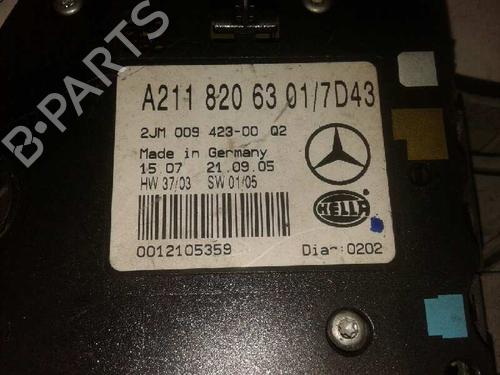 B-PARTS
A211 820 63 01/7D43
2JM 009 423-00 Q2
Made in Germany
15.07 21.09.05
HW 37/03 SW 01/05
HELLA
0012105359 Dia:0202